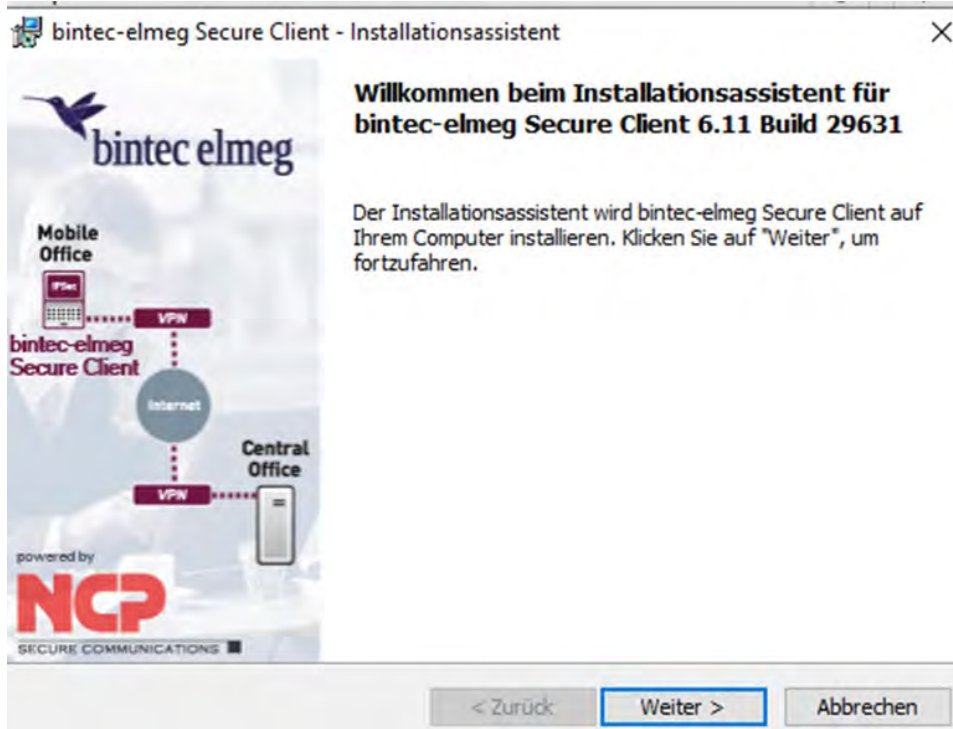 bintec-elmeg Secure Client - Installationsassistent
bintec elmeg
Willkommen beim Installationsassistent für
bintec-elmeg Secure Client 6.11 Build 29631
Der Installationsassistent wird bintec-elmeg Secure Client auf
Ihrem Computer installieren. Klicken Sie auf "Weiter", um
fortzufahren.
Mobile
Office
IPSec
VPN
bintec-elmeg
Secure Client
Internet
Central
Office
VPN
powered by
NCP
SECURE COMMUNICATIONS
< Zurück
Weiter >
Abbrechen